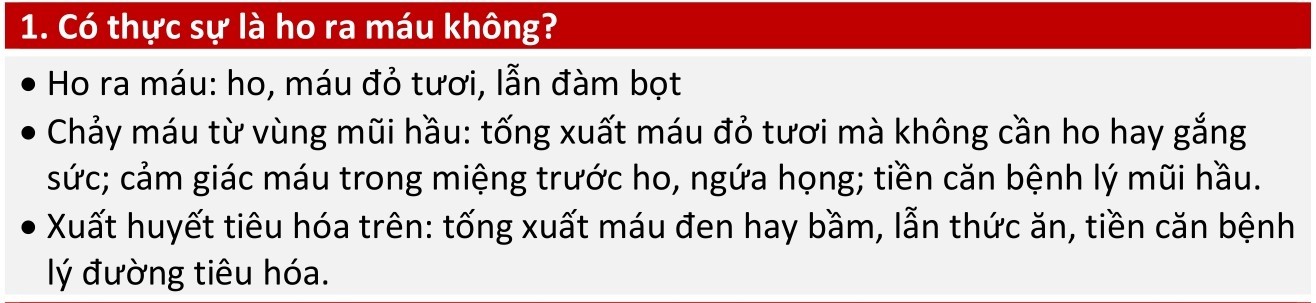 1. Có thực sự là ho ra máu không?
• Ho ra máu: ho, máu đỏ tươi, lẫn đàm bọt
• Chảy máu từ vùng mũi hầu: tống xuất máu đỏ tươi mà không cần ho hay gắng
sức; cảm giác máu trong miệng trước ho, ngứa họng; tiền căn bệnh lý mũi hầu.
• Xuất huyết tiêu hóa trên: tống xuất máu đen hay bầm, lẫn thức ăn, tiền căn bệnh
lý đường tiêu hóa.